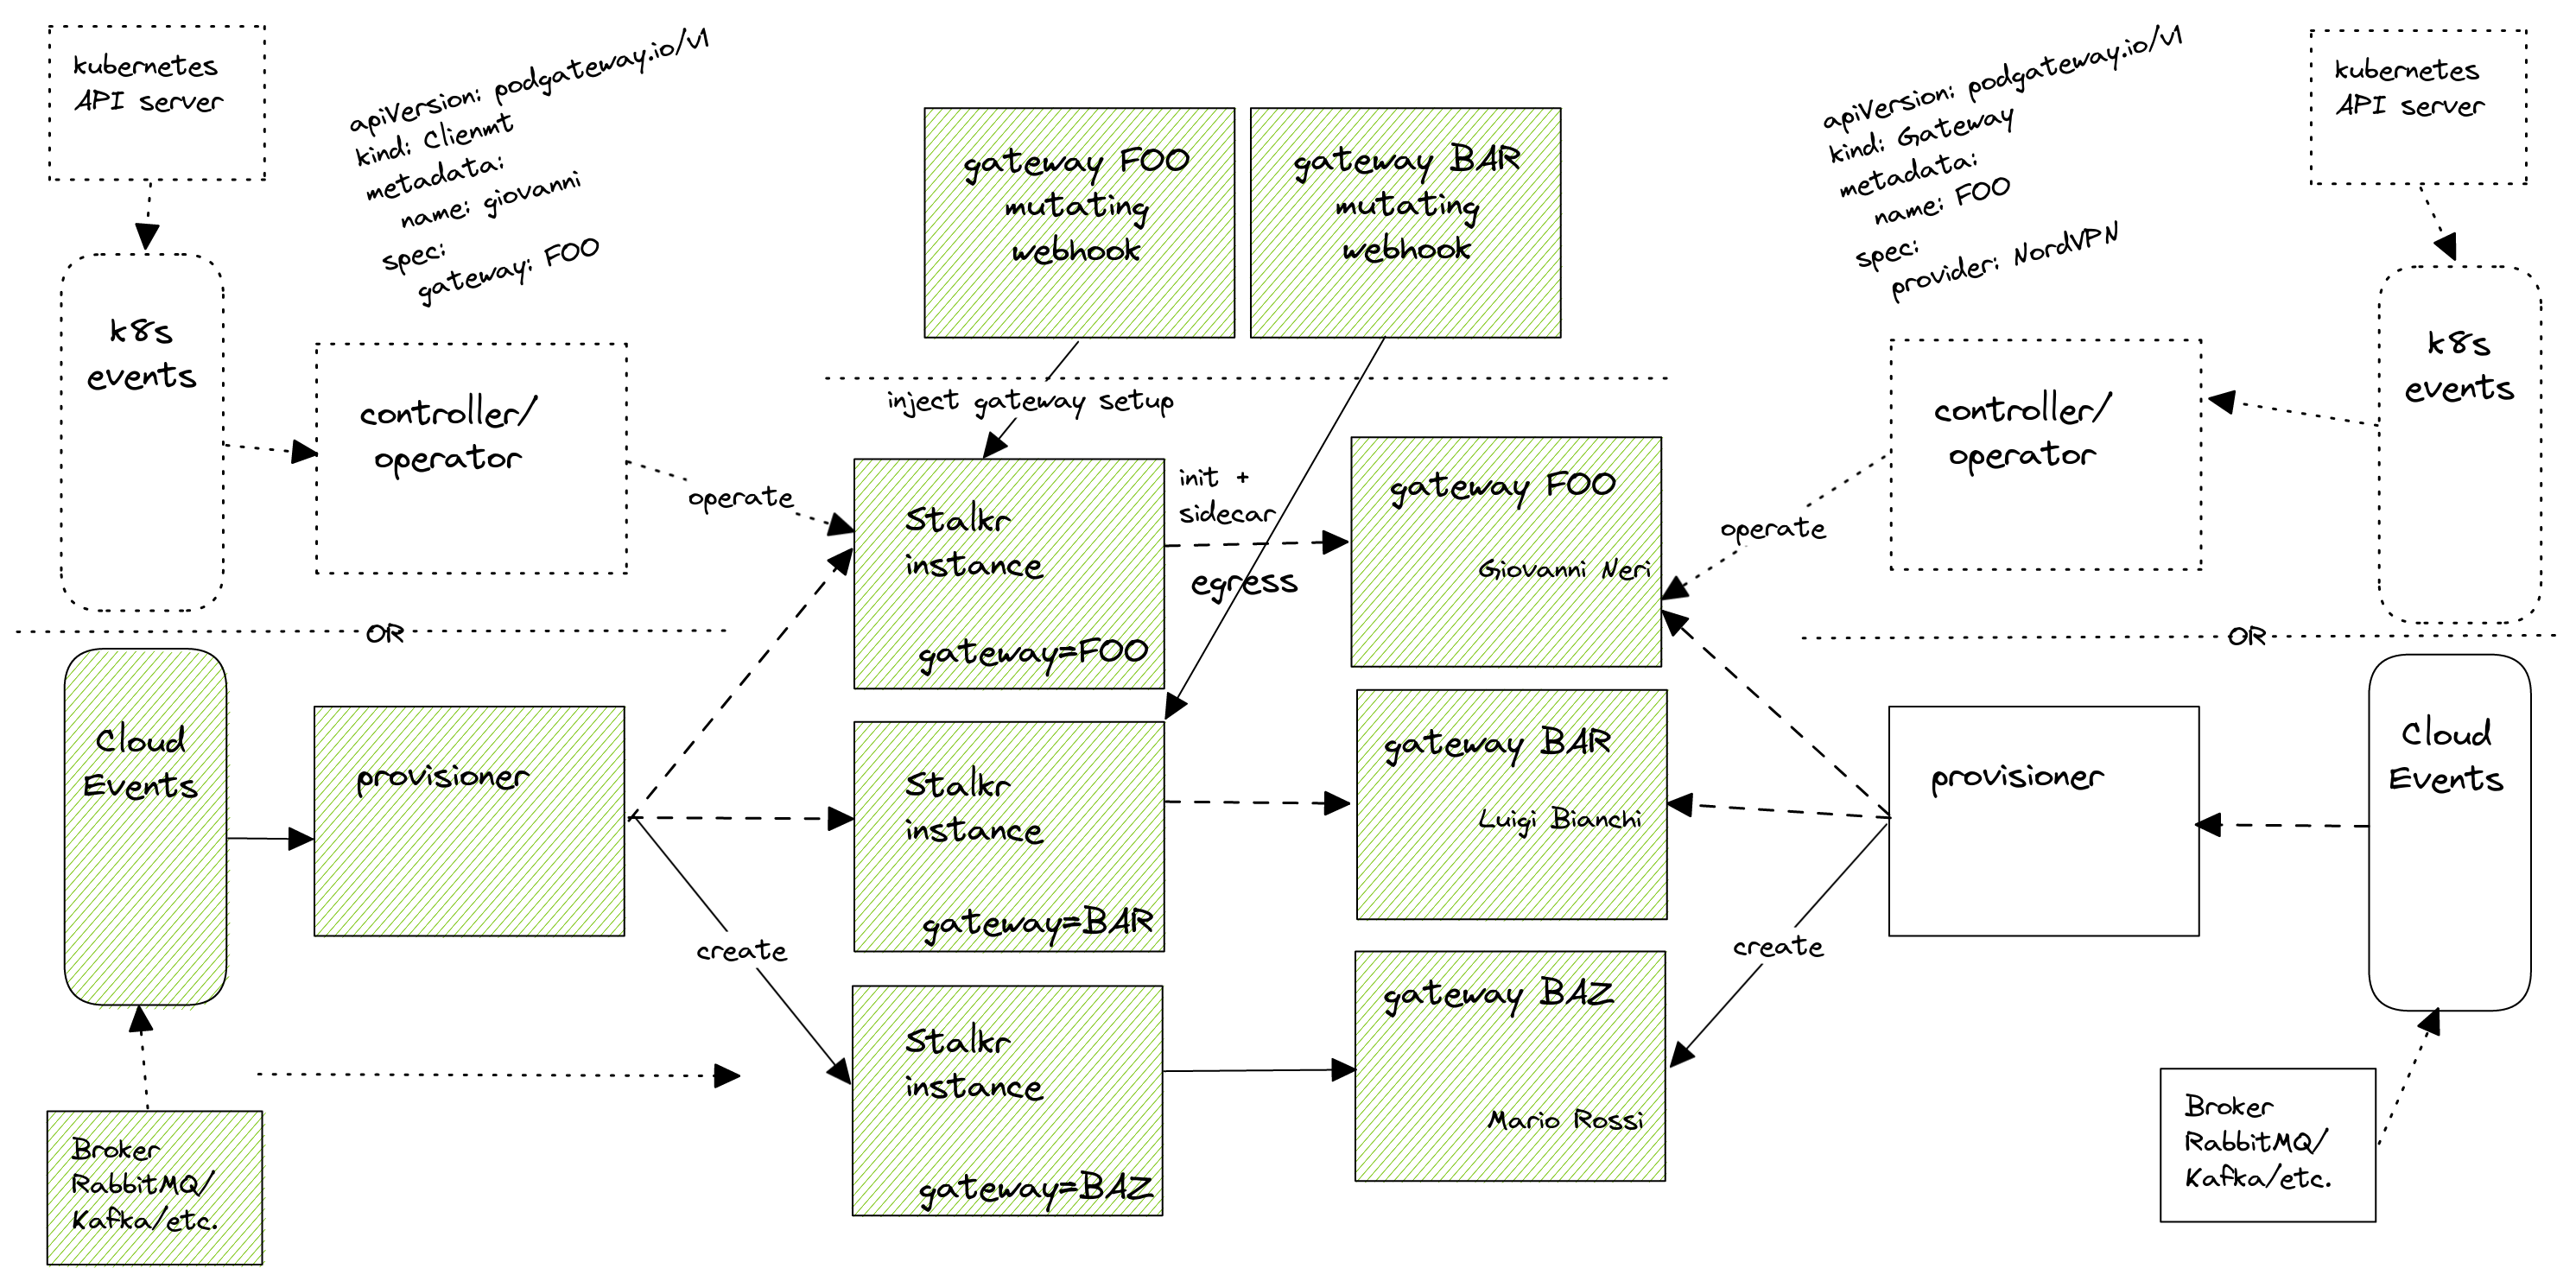 kubernetes
API server
apiVersion: podgateway.io/v1
kind: Clienmt
metadata:
name: giovanni
spec:
gateway: FOO
k8s
events
controller/
operator
operate
OR
Cloud
Events
provisioner
create
Broker
RabbitMQ/
Kafka/etc.
gateway FOO
mutating
webhook
gateway BAR
mutating
webhook
inject gateway setup
Stalkr
instance
gateway=FOO
init +
sidecar
egress
gateway FOO
Giovanni Neri
Stalkr
instance
gateway=BAR
gateway BAR
Luigi Bianchi
Stalkr
instance
gateway=BAZ
gateway BAZ
Mario Rossi
apiVersion: podgateway.io/v1
kind: Gateway
metadata:
name: FOO
spec:
provider: NordVPN
kubernetes
API server
k8s
events
controller/
operator
operate
OR
provisioner
create
Cloud
Events
Broker
RabbitMQ/
Kafka/etc.